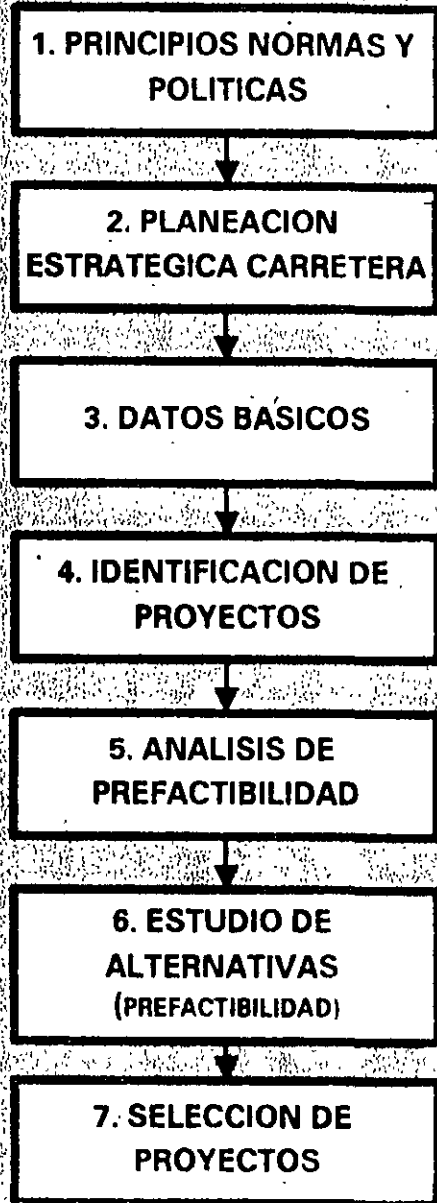 1. PRINCIPIOS NORMAS Y
POLITICAS
2. PLANEACION
ESTRATEGICA CARRETERA
3. DATOS BASICOS
4. IDENTIFICACION DE
PROYECTOS
5. ANALISIS DE
PREFACTIBILIDAD
6. ESTUDIO DE
ALTERNATIVAS
(PREFACTIBILIDAD)
7. SELECCION DE
PROYECTOS